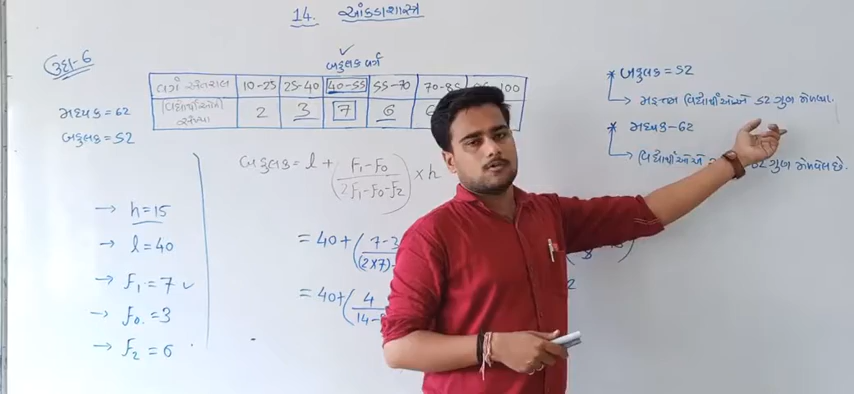 14. આંકડાશાસ્ત્ર
ઉદા-6
બહુલક વર્ગ
વર્ગ અંતરાલ 10-25 25-40 40-55 55-70 70-85 100
વિદ્યાર્થીઓની સંખ્યા 2 3 7 6 6
મધ્યક = 62
બહુલક = 52
બહુલક = l + (F₁-F₀ / 2F₁-F₀-F₂) × h
→ h=15
→ l=40
→ F₁=7
→ F₀=3
→ F₂=6
= 40+(7-3 / (2×7)
= 40+(4 / 14-
* બહુલક = 52
→ મહત્તમ વિદ્યાર્થીઓએ 52 ગુણ મેળવ્યા.
* મધ્યક-62
→ વિદ્યાર્થીઓએ 62 ગુણ મેળવેલ છે.